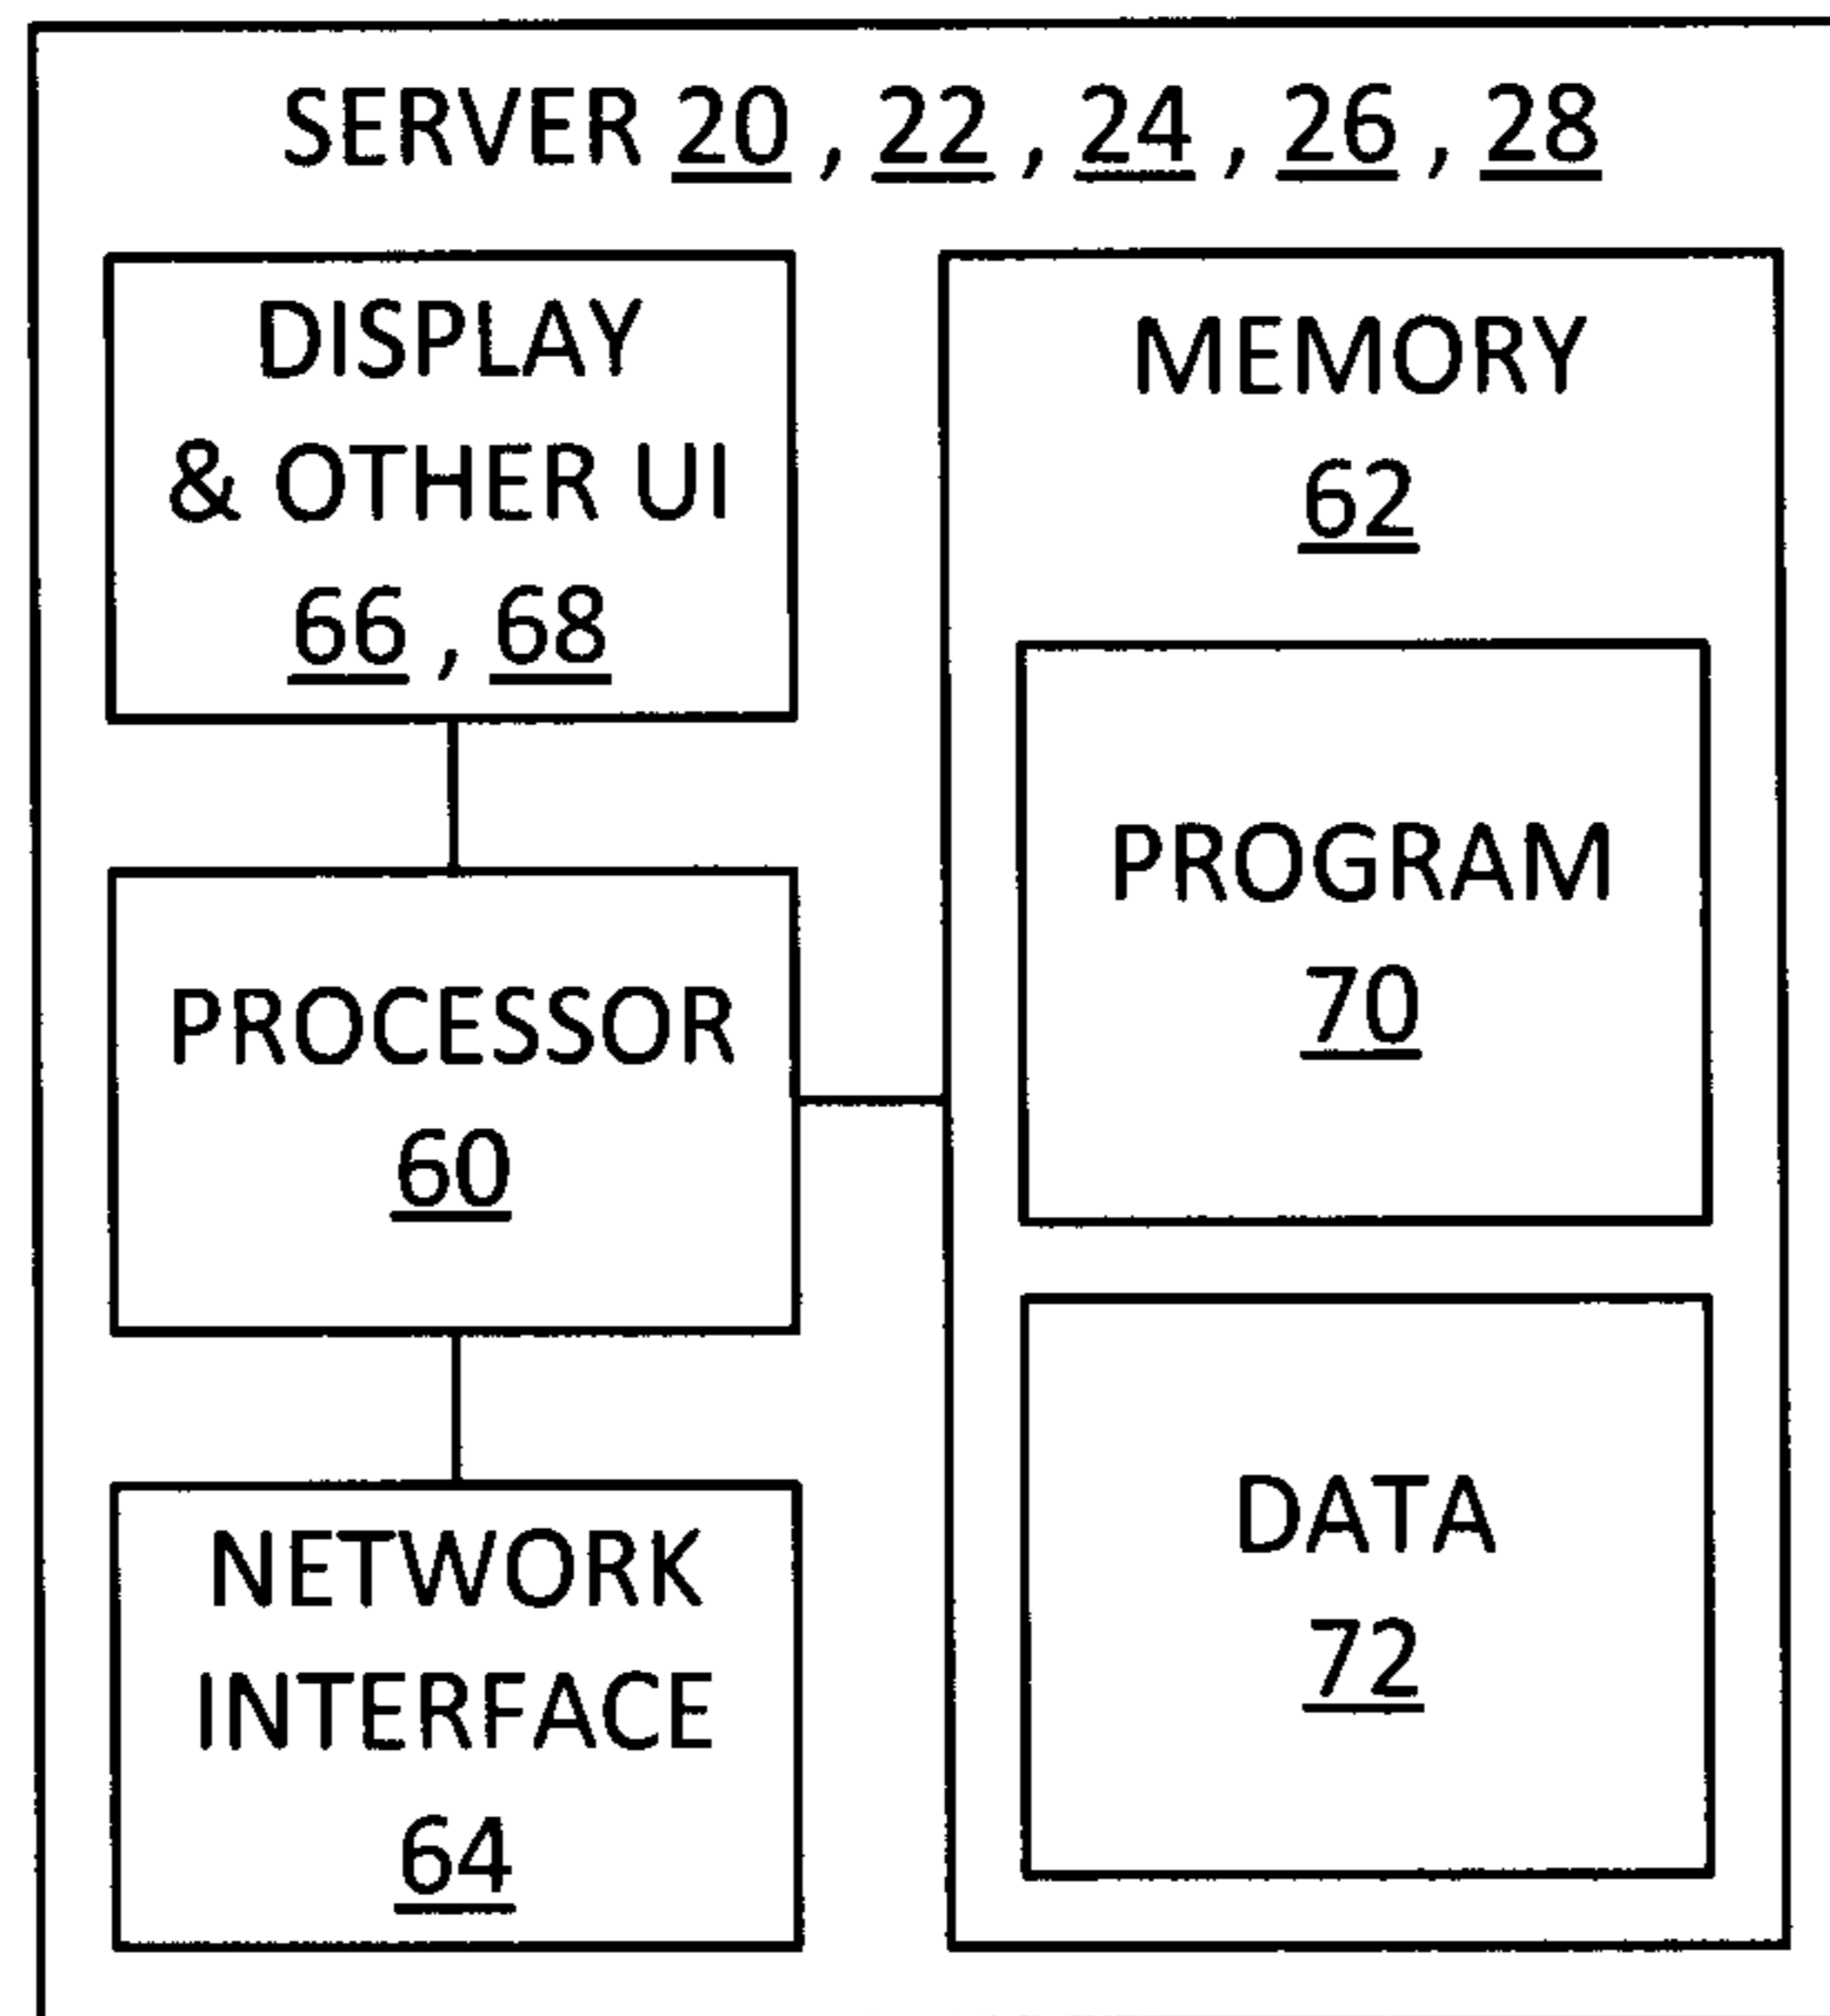 SERVER 20, 22, 24, 26, 28
DISPLAY
& OTHER UI
66, 68
PROCESSOR
60
NETWORK
INTERFACE
64
MEMORY
62
PROGRAM
70
DATA
72